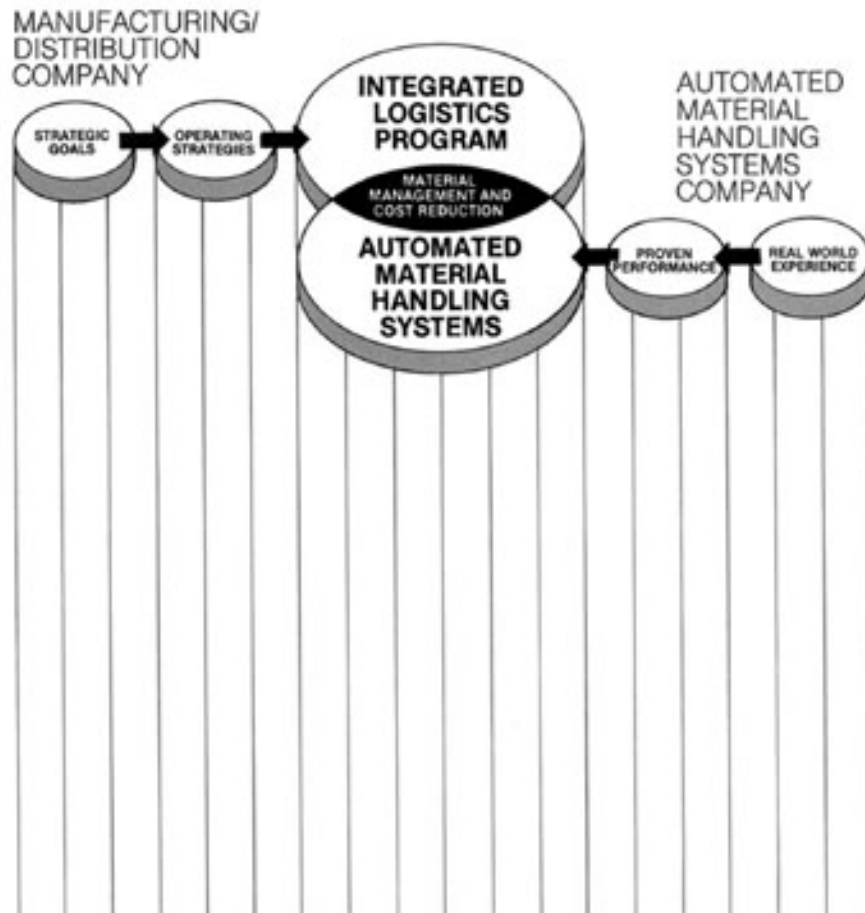 MANUFACTURING/
DISTRIBUTION
COMPANY
STRATEGIC
GOALS
OPERATING
STRATEGIES
INTEGRATED
LOGISTICS
PROGRAM
MATERIAL
MANAGEMENT AND
COST REDUCTION
AUTOMATED
MATERIAL
HANDLING
SYSTEMS
AUTOMATED
MATERIAL
HANDLING
SYSTEMS
COMPANY
PROVEN
PERFORMANCE
REAL WORLD
EXPERIENCE